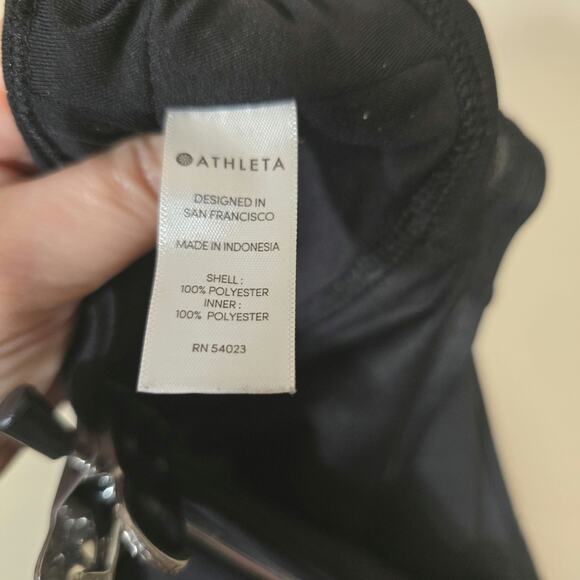 ATHLETA
DESIGNED IN
SAN FRANCISCO
MADE IN INDONESIA
SHELL :
100% POLYESTER
INNER :
100% POLYESTER
RN 54023